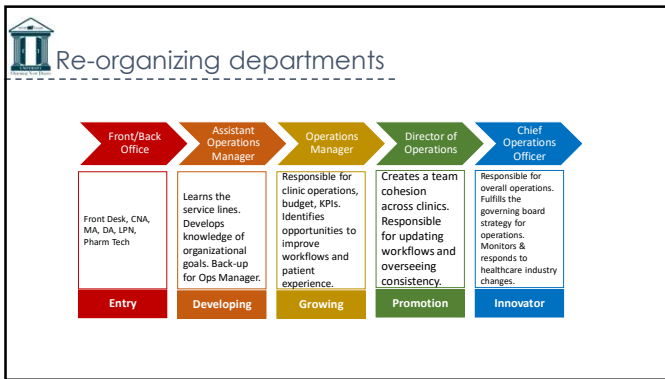 UNIVERSITY
Opening New Doors
Re-organizing departments
Front/Back
Office
Assistant
Operations
Manager
Operations
Manager
Director of
Operations
Chief
Operations
Officer
Front Desk, CNA,
MA, DA, LPN,
Pharm Tech
Learns the
service lines.
Develops
knowledge of
organizational
goals. Back-up
for Ops Manager.
Responsible for
clinic operations,
budget, KPIs.
Identifies
opportunities to
improve
workflows and
patient
experience.
Creates a team
cohesion
across clinics.
Responsible
for updating
workflows and
overseeing
consistency.
Responsible for
overall operations.
Fulfills the
governing board
strategy for
operations.
Monitors &
responds to
healthcare industry
changes.
Entry
Developing
Growing
Promotion
Innovator